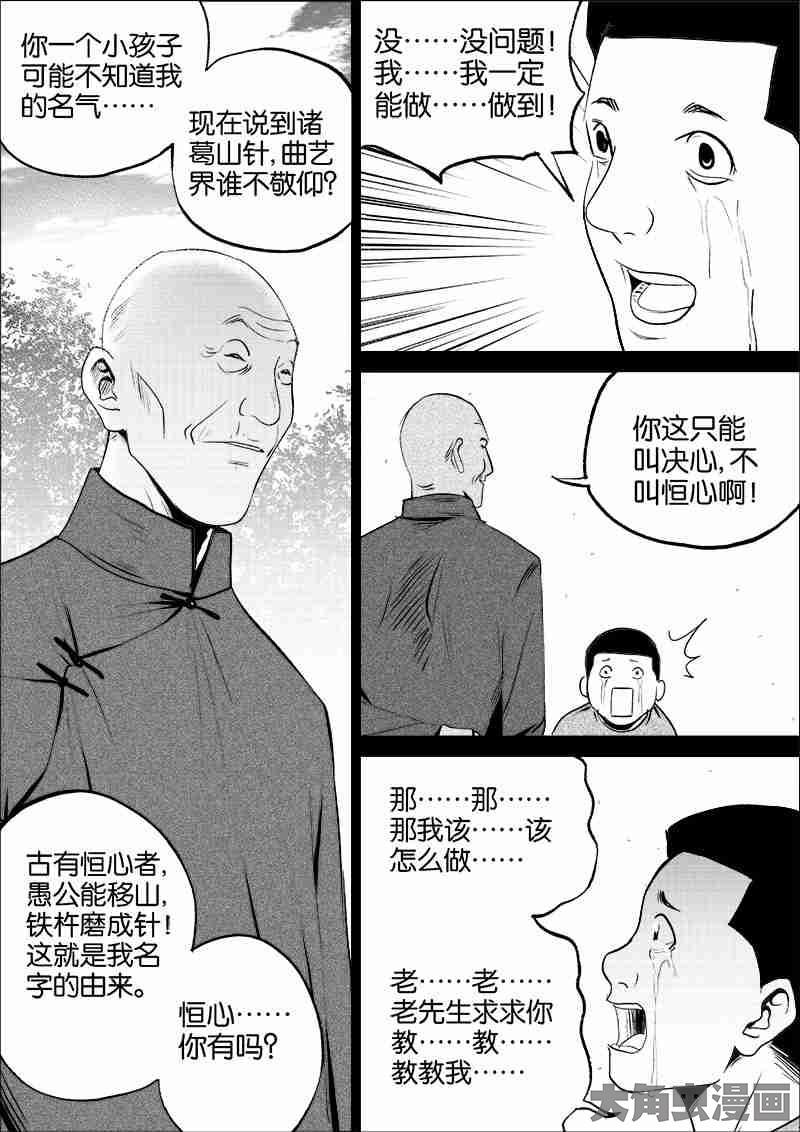 你一个小孩子
可能不知道我
的名气……
现在说到诸
葛山针,曲艺
界谁不敬仰?
古有恒心者,
愚公能移山,
铁杵磨成针!
这就是我名
字的由来。
恒心……
你有吗?
没……没问题!
我……我一定
能做……做到!
你这只能
叫决心,不
叫恒心啊!
那……那……
那我该……该
怎么做……
老……老……
老先生求求你
教……教……
教教我……
大角虫漫画